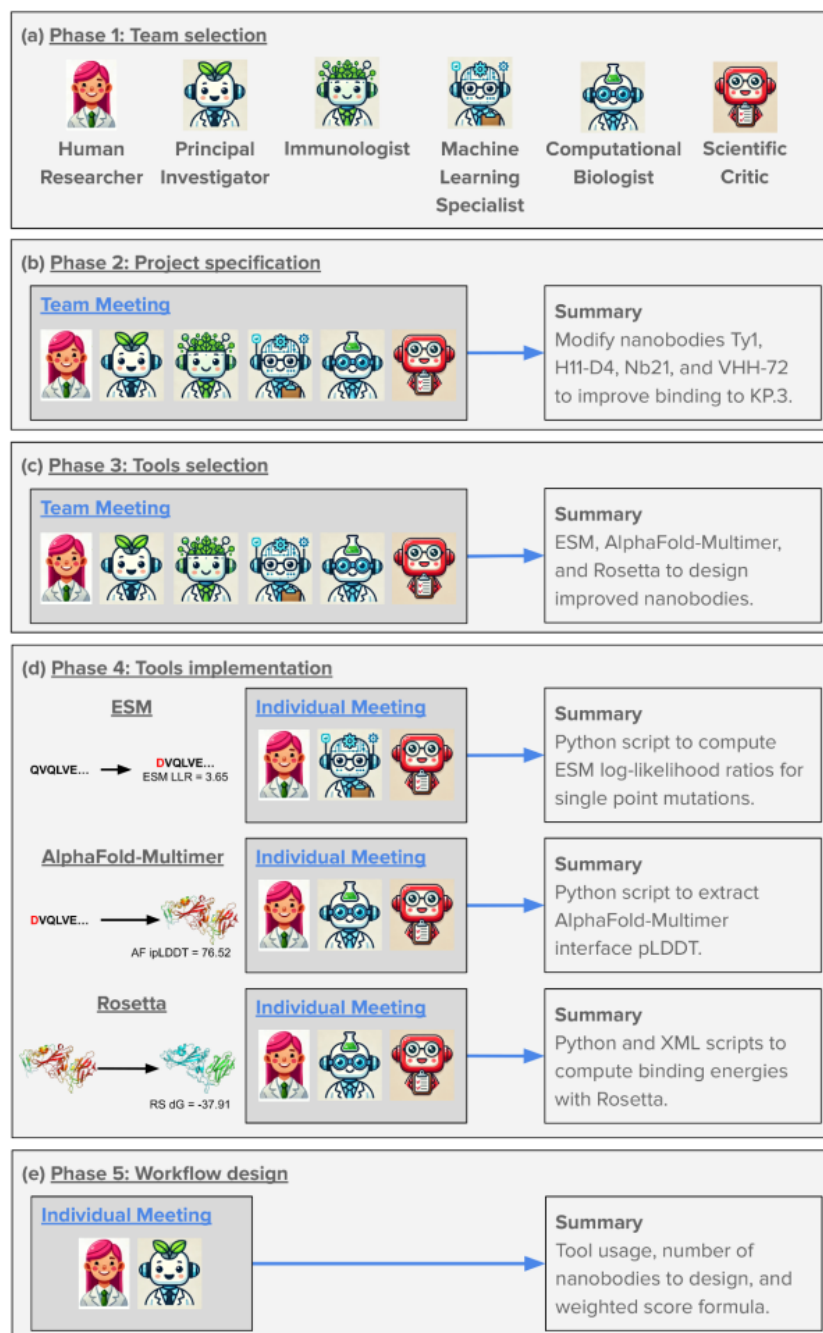 (a) Phase 1: Team selection
Human
Researcher
Principal
Investigator
Immunologist
Machine
Learning
Specialist
Computational
Biologist
Scientific
Critic
(b) Phase 2: Project specification
Team Meeting
Summary
Modify nanobodies Ty1,
H11-D4, Nb21, and VHH-72
to improve binding to KP.3.
(c) Phase 3: Tools selection
Team Meeting
Summary
ESM, AlphaFold-Multimer,
and Rosetta to design
improved nanobodies.
(d) Phase 4: Tools implementation
ESM
QVQLVE...
DVQLVE...
ESM LLR = 3.65
Individual Meeting
Summary
Python script to compute
ESM log-likelihood ratios for
single point mutations.
AlphaFold-Multimer
DVQLVE...
AF ipLDDT = 76.52
Individual Meeting
Summary
Python script to extract
AlphaFold-Multimer
interface pLDDT.
Rosetta
RS dG = -37.91
Individual Meeting
Summary
Python and XML scripts to
compute binding energies
with Rosetta.
(e) Phase 5: Workflow design
Individual Meeting
Summary
Tool usage, number of
nanobodies to design, and
weighted score formula.